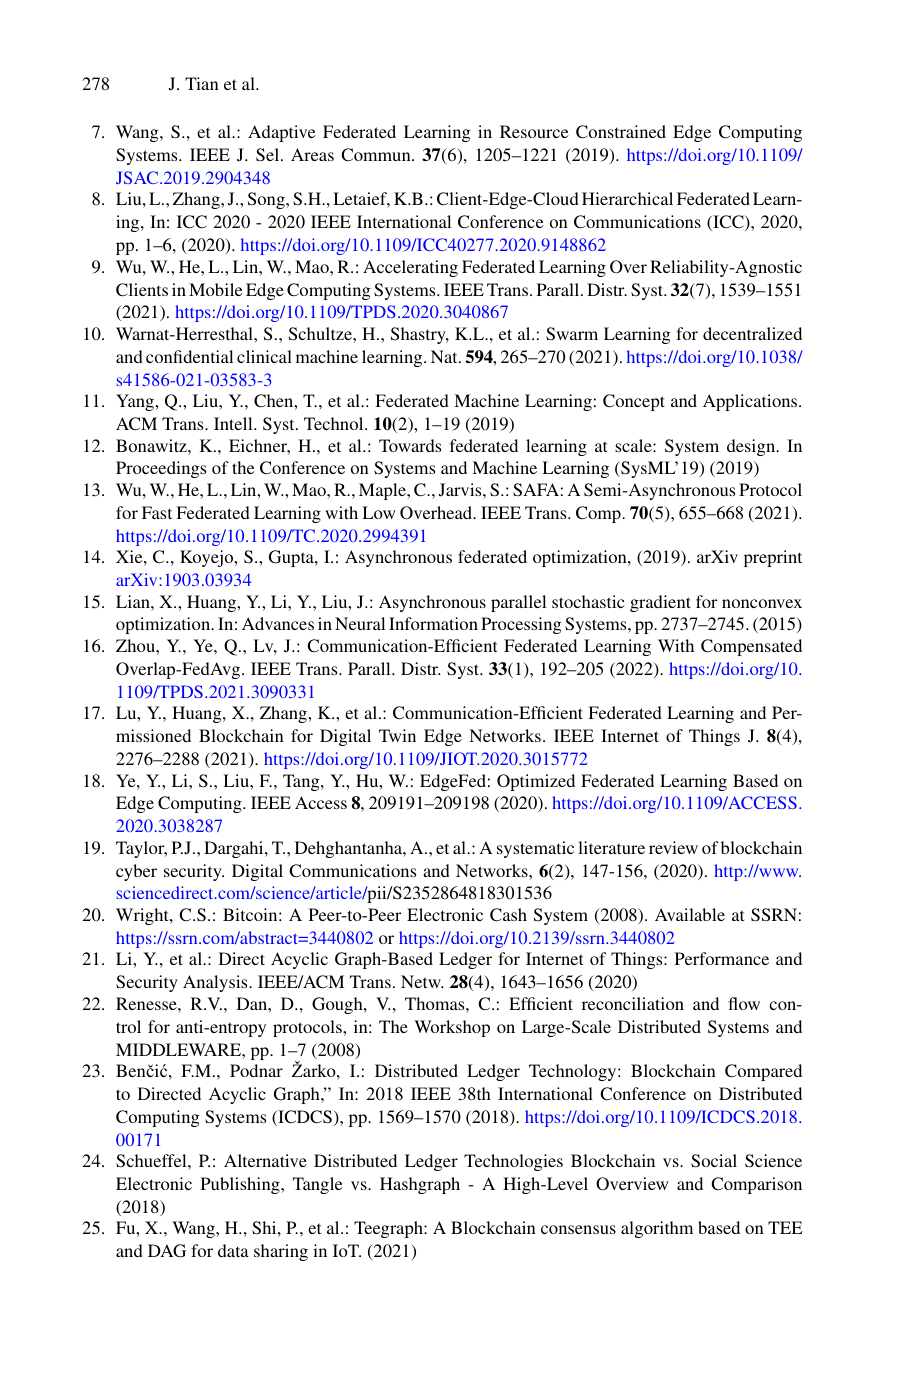 278 J. Tian et al.
7. Wang, S., et al.: Adaptive Federated Learning in Resource Constrained Edge Computing
Systems. IEEE J. Sel. Areas Commun. 37(6), 1205–1221 (2019). https://doi.org/10.1109/
JSAC.2019.2904348
8. Liu, L., Zhang, J., Song, S.H., Letaief, K.B.: Client-Edge-Cloud Hierarchical Federated Learn-
ing, In: ICC 2020 - 2020 IEEE International Conference on Communications (ICC), 2020,
pp. 1–6, (2020). https://doi.org/10.1109/ICC40277.2020.9148862
9. Wu, W., He, L., Lin, W., Mao, R.: Accelerating Federated Learning Over Reliability-Agnostic
Clients in Mobile Edge Computing Systems. IEEE Trans. Parall. Distr. Syst. 32(7), 1539–1551
(2021). https://doi.org/10.1109/TPDS.2020.3040867
10. Warnat-Herresthal, S., Schultze, H., Shastry, K.L., et al.: Swarm Learning for decentralized
and confidential clinical machine learning. Nat. 594, 265–270 (2021). https://doi.org/10.1038/
s41586-021-03583-3
11. Yang, Q., Liu, Y., Chen, T., et al.: Federated Machine Learning: Concept and Applications.
ACM Trans. Intell. Syst. Technol. 10(2), 1–19 (2019)
12. Bonawitz, K., Eichner, H., et al.: Towards federated learning at scale: System design. In
Proceedings of the Conference on Systems and Machine Learning (SysML’19) (2019)
13. Wu, W., He, L., Lin, W., Mao, R., Maple, C., Jarvis, S.: SAFA: A Semi-Asynchronous Protocol
for Fast Federated Learning with Low Overhead. IEEE Trans. Comp. 70(5), 655–668 (2021).
https://doi.org/10.1109/TC.2020.2994391
14. Xie, C., Koyejo, S., Gupta, I.: Asynchronous federated optimization, (2019). arXiv preprint
arXiv:1903.03934
15. Lian, X., Huang, Y., Li, Y., Liu, J.: Asynchronous parallel stochastic gradient for nonconvex
optimization. In: Advances in Neural Information Processing Systems, pp. 2737–2745. (2015)
16. Zhou, Y., Ye, Q., Lv, J.: Communication-Efficient Federated Learning With Compensated
Overlap-FedAvg. IEEE Trans. Parall. Distr. Syst. 33(1), 192–205 (2022). https://doi.org/10.
1109/TPDS.2021.3090331
17. Lu, Y., Huang, X., Zhang, K., et al.: Communication-Efficient Federated Learning and Per-
missioned Blockchain for Digital Twin Edge Networks. IEEE Internet of Things J. 8(4),
2276–2288 (2021). https://doi.org/10.1109/JIOT.2020.3015772
18. Ye, Y., Li, S., Liu, F., Tang, Y., Hu, W.: EdgeFed: Optimized Federated Learning Based on
Edge Computing. IEEE Access 8, 209191–209198 (2020). https://doi.org/10.1109/ACCESS.
2020.3038287
19. Taylor, P.J., Dargahi, T., Dehghantanha, A., et al.: A systematic literature review of blockchain
cyber security. Digital Communications and Networks, 6(2), 147-156, (2020). http://www.
sciencedirect.com/science/article/pii/S2352864818301536
20. Wright, C.S.: Bitcoin: A Peer-to-Peer Electronic Cash System (2008). Available at SSRN:
https://ssrn.com/abstract=3440802 or https://doi.org/10.2139/ssrn.3440802
21. Li, Y., et al.: Direct Acyclic Graph-Based Ledger for Internet of Things: Performance and
Security Analysis. IEEE/ACM Trans. Netw. 28(4), 1643–1656 (2020)
22. Renesse, R.V., Dan, D., Gough, V., Thomas, C.: Efficient reconciliation and flow con-
trol for anti-entropy protocols, in: The Workshop on Large-Scale Distributed Systems and
MIDDLEWARE, pp. 1–7 (2008)
23. Benčić, F.M., Podnar Žarko, I.: Distributed Ledger Technology: Blockchain Compared
to Directed Acyclic Graph,” In: 2018 IEEE 38th International Conference on Distributed
Computing Systems (ICDCS), pp. 1569–1570 (2018). https://doi.org/10.1109/ICDCS.2018.
00171
24. Schueffel, P.: Alternative Distributed Ledger Technologies Blockchain vs. Social Science
Electronic Publishing, Tangle vs. Hashgraph - A High-Level Overview and Comparison
(2018)
25. Fu, X., Wang, H., Shi, P., et al.: Teegraph: A Blockchain consensus algorithm based on TEE
and DAG for data sharing in IoT. (2021)